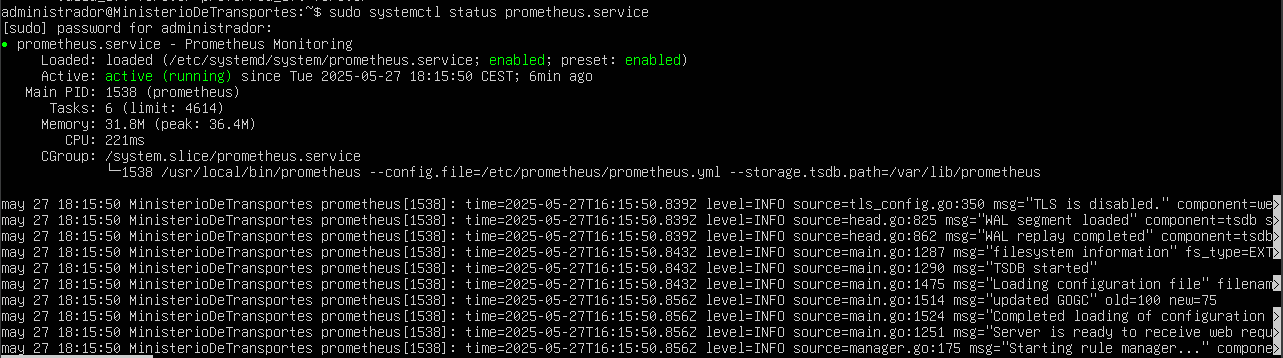 administrador@MinisterioDeTransportes:~$ sudo systemctl status prometheus.service
[sudo] password for administrador:
● prometheus.service - Prometheus Monitoring
Loaded: loaded (/etc/systemd/system/prometheus.service; enabled; preset: enabled)
Active: active (running) since Tue 2025-05-27 18:15:50 CEST; 6min ago
Main PID: 1538 (prometheus)
Tasks: 6 (limit: 4614)
Memory: 31.8M (peak: 36.4M)
CPU: 221ms
CGroup: /system.slice/prometheus.service
└─1538 /usr/local/bin/prometheus --config.file=/etc/prometheus/prometheus.yml --storage.tsdb.path=/var/lib/prometheus
may 27 18:15:50 MinisterioDeTransportes prometheus[1538]: time=2025-05-27T16:15:50.839Z level=INFO source=tls_config.go:350 msg="TLS is disabled." component=we>
may 27 18:15:50 MinisterioDeTransportes prometheus[1538]: time=2025-05-27T16:15:50.839Z level=INFO source=head.go:825 msg="WAL segment loaded" component=tsdb s>
may 27 18:15:50 MinisterioDeTransportes prometheus[1538]: time=2025-05-27T16:15:50.839Z level=INFO source=head.go:862 msg="WAL replay completed" component=tsdb>
may 27 18:15:50 MinisterioDeTransportes prometheus[1538]: time=2025-05-27T16:15:50.843Z level=INFO source=main.go:1287 msg="filesystem information" fs_type=EXT>
may 27 18:15:50 MinisterioDeTransportes prometheus[1538]: time=2025-05-27T16:15:50.843Z level=INFO source=main.go:1290 msg="TSDB started"
may 27 18:15:50 MinisterioDeTransportes prometheus[1538]: time=2025-05-27T16:15:50.843Z level=INFO source=main.go:1475 msg="Loading configuration file" filenam>
may 27 18:15:50 MinisterioDeTransportes prometheus[1538]: time=2025-05-27T16:15:50.856Z level=INFO source=main.go:1514 msg="updated GOGC" old=100 new=75
may 27 18:15:50 MinisterioDeTransportes prometheus[1538]: time=2025-05-27T16:15:50.856Z level=INFO source=main.go:1524 msg="Completed loading of configuration >
may 27 18:15:50 MinisterioDeTransportes prometheus[1538]: time=2025-05-27T16:15:50.856Z level=INFO source=main.go:1251 msg="Server is ready to receive web requ>
may 27 18:15:50 MinisterioDeTransportes prometheus[1538]: time=2025-05-27T16:15:50.856Z level=INFO source=manager.go:175 msg="Starting rule manager..." compone>